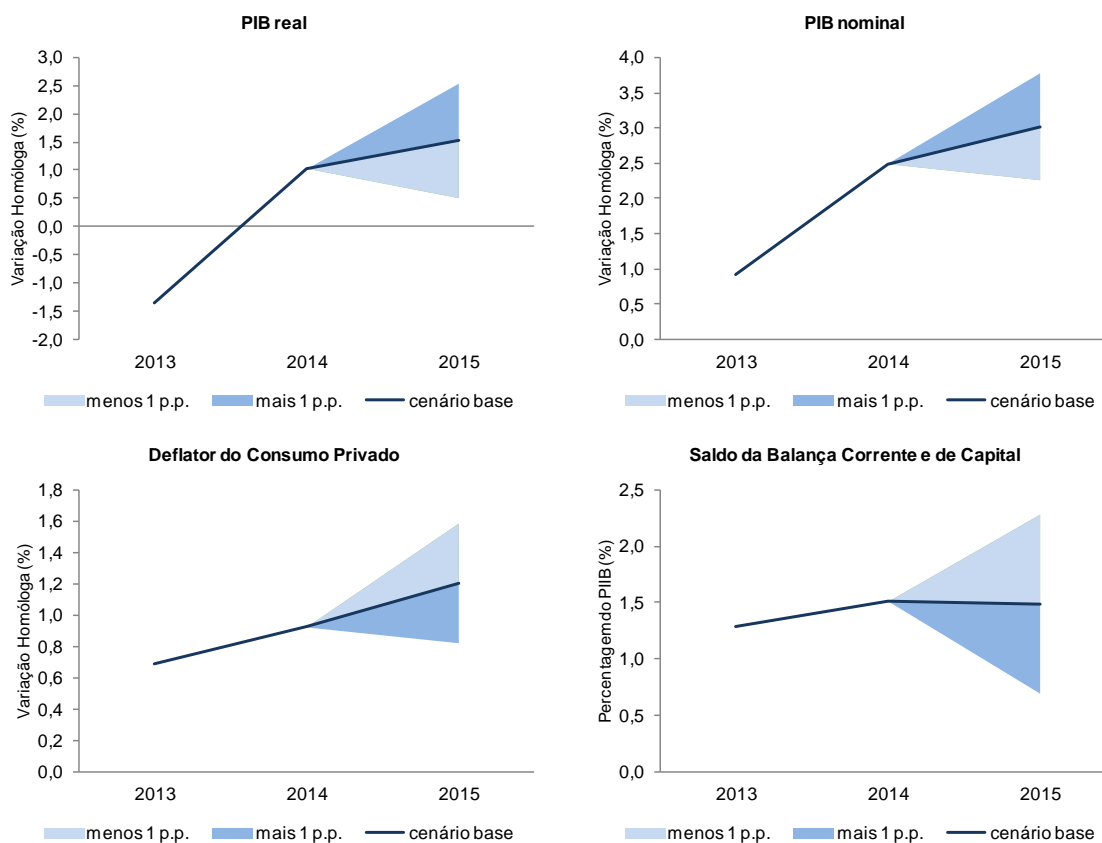 PIB real
Variação Homóloga (%)
3,0
2,5
2,0
1,5
1,0
0,5
0,0
-0,5
-1,0
-1,5
-2,0
2013 2014 2015
menos 1 p.p. mais 1 p.p. cenário base
PIB nominal
Variação Homóloga (%)
4,0
3,5
3,0
2,5
2,0
1,5
1,0
0,5
0,0
2013 2014 2015
menos 1 p.p. mais 1 p.p. cenário base
Deflator do Consumo Privado
Variação Homóloga (%)
1,8
1,6
1,4
1,2
1,0
0,8
0,6
0,4
0,2
0,0
2013 2014 2015
menos 1 p.p. mais 1 p.p. cenário base
Saldo da Balança Corrente e de Capital
Percentagem do PIIB (%)
2,5
2,0
1,5
1,0
0,5
0,0
2013 2014 2015
menos 1 p.p. mais 1 p.p. cenário base